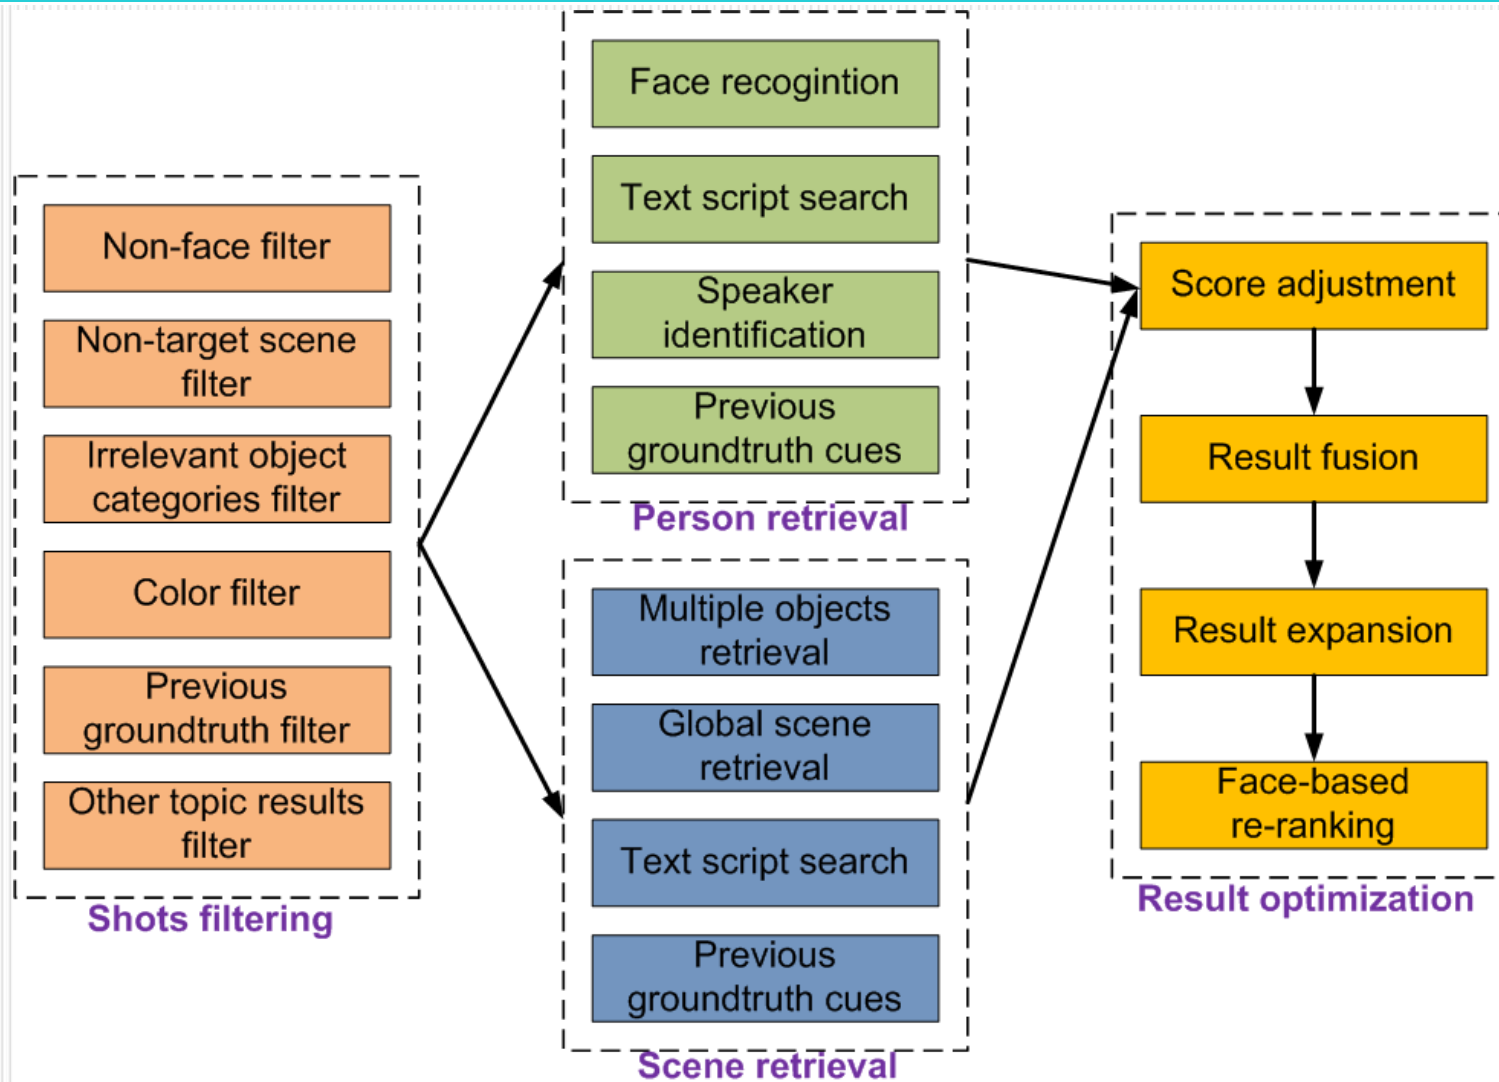 Non-face filter
Non-target scene
filter
Irrelevant object
categories filter
Color filter
Previous
groundtruth filter
Other topic results
filter
Shots filtering
Face recogintion
Text script search
Speaker
identification
Previous
groundtruth cues
Person retrieval
Multiple objects
retrieval
Global scene
retrieval
Text script search
Previous
groundtruth cues
Scene retrieval
Score adjustment
Result fusion
Result expansion
Face-based
re-ranking
Result optimization